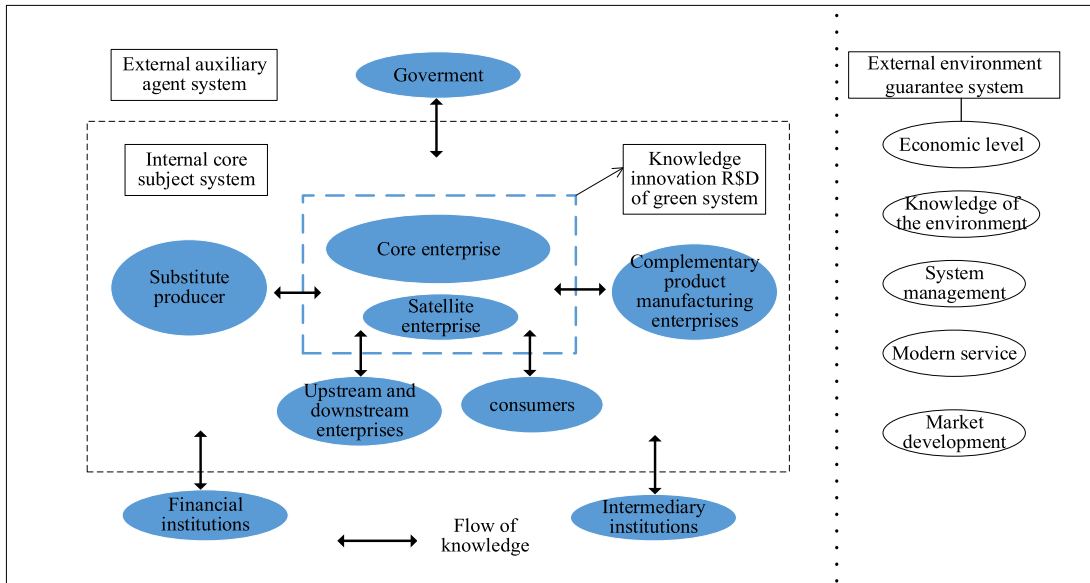 External auxiliary
agent system
Goverment
External environment
guarantee system
Economic level
Internal core
subject system
Knowledge
innovation R$D
of green system
Knowledge of
the environment
Core enterprise
Substitute
producer
Complementary
product
manufacturing
enterprises
System
management
Satellite
enterprise
Modern service
Upstream and
downstream
enterprises
consumers
Market
development
Financial
institutions
Intermediary
institutions
Flow of
knowledge